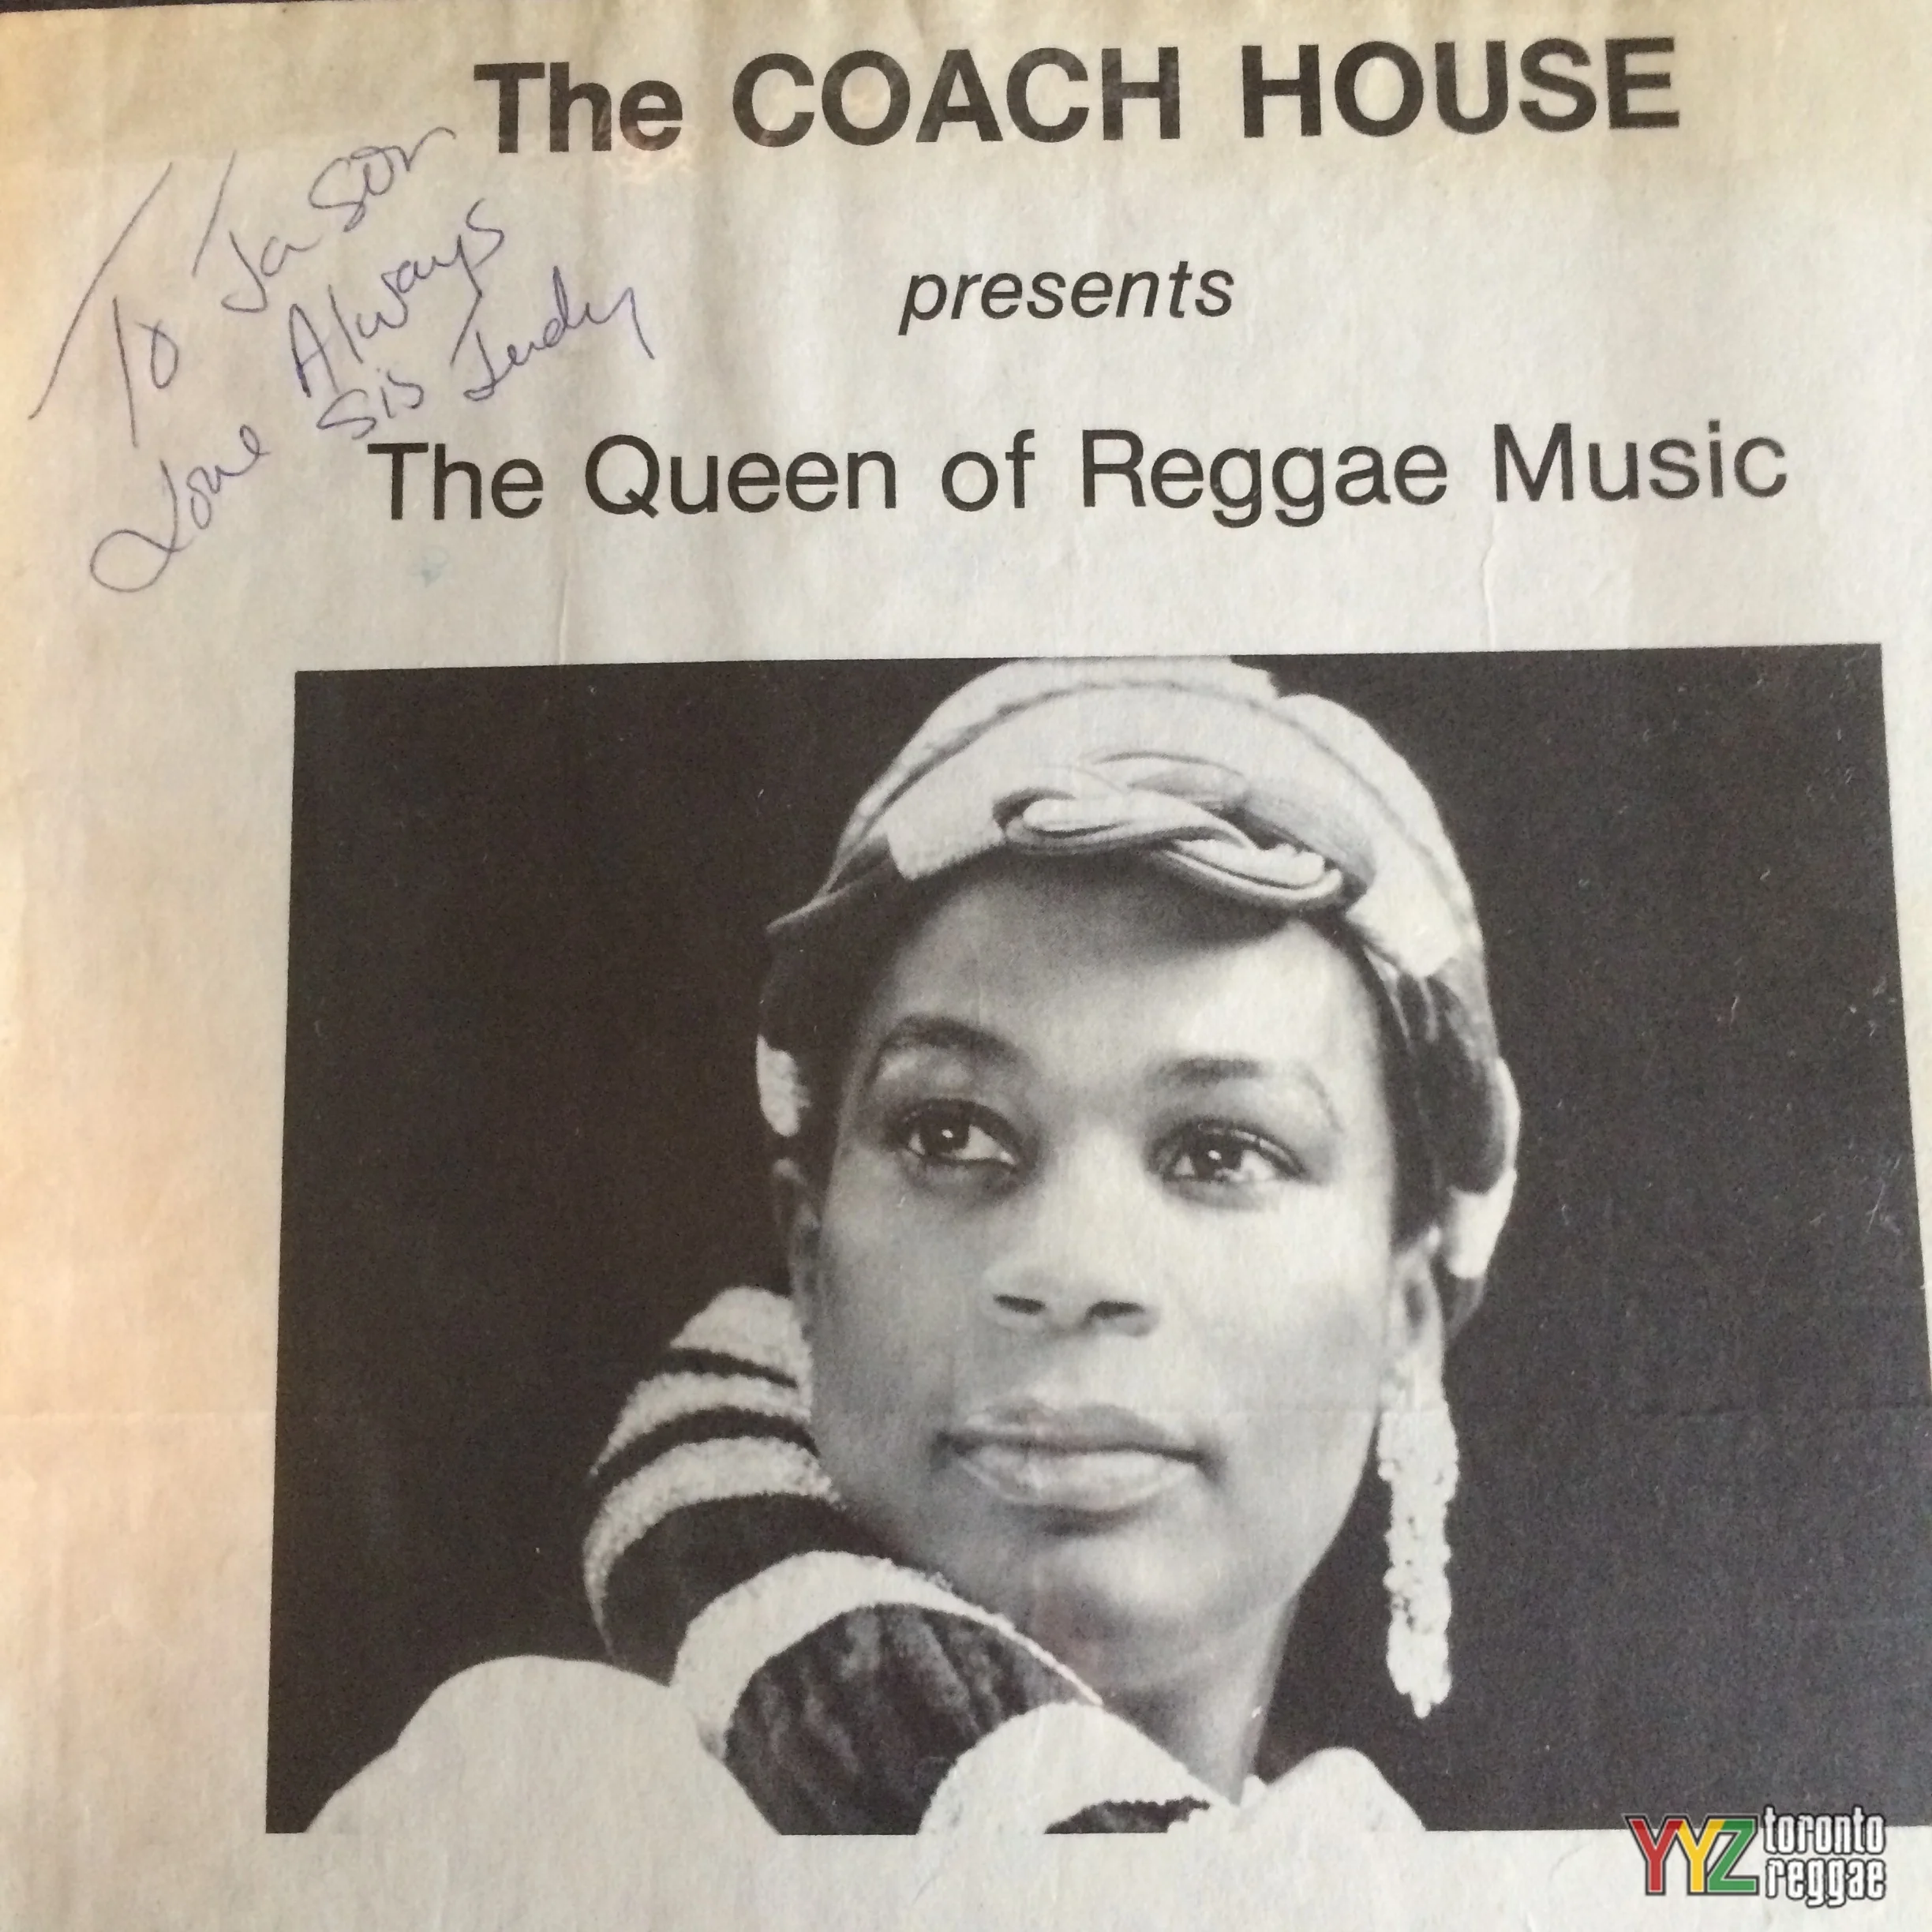 The COACH HOUSE
presents
The Queen of Reggae Music
To Jason
Love Always
Sis Judy
YYZ toronto
reggae